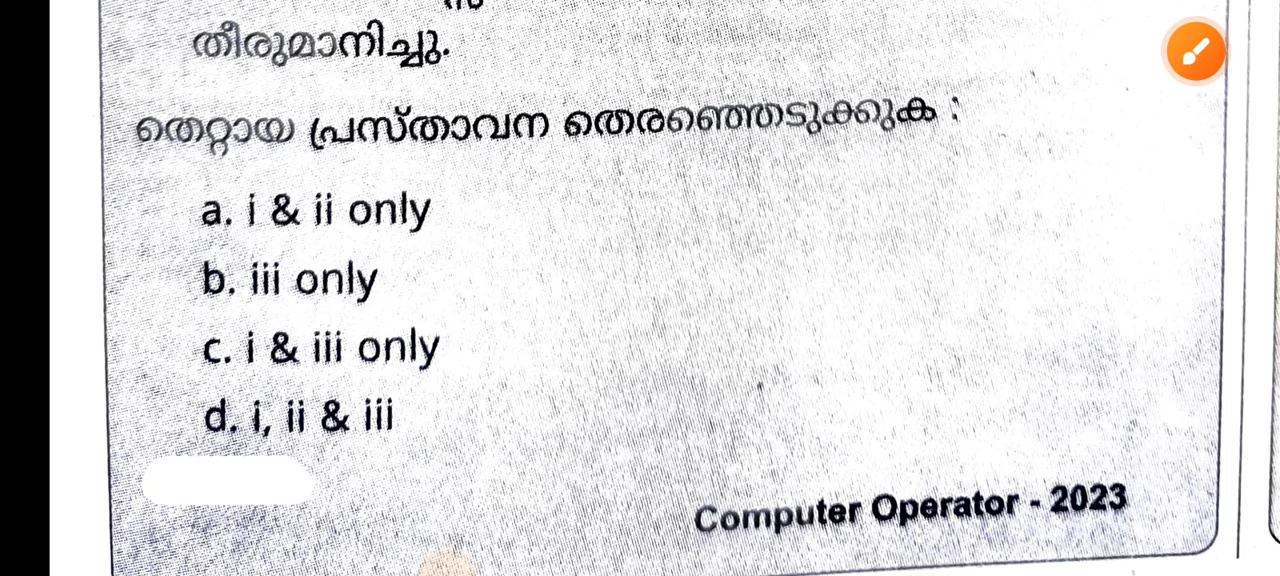 തീരുമാനിച്ചു.
തെറ്റായ പ്രസ്താവന തെരഞ്ഞെടുക്കുക :
a. i & ii only
b. iii only
c. i & iii only
d. i, ii & iii
Computer Operator - 2023